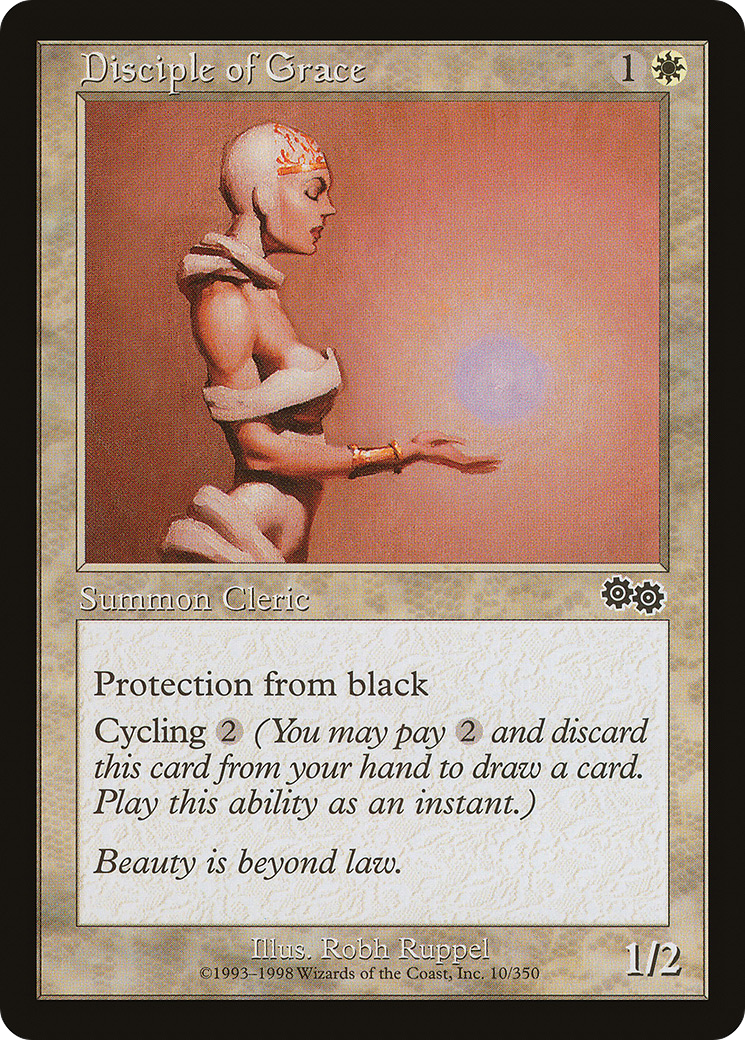 Disciple of Grace 1
Summon Cleric
Protection from black
Cycling 2 (You may pay 2 and discard
this card from your hand to draw a card.
Play this ability as an instant.)
Beauty is beyond law.
Illus. Robh Ruppel
©1993–1998 Wizards of the Coast, Inc. 10/350
1/2